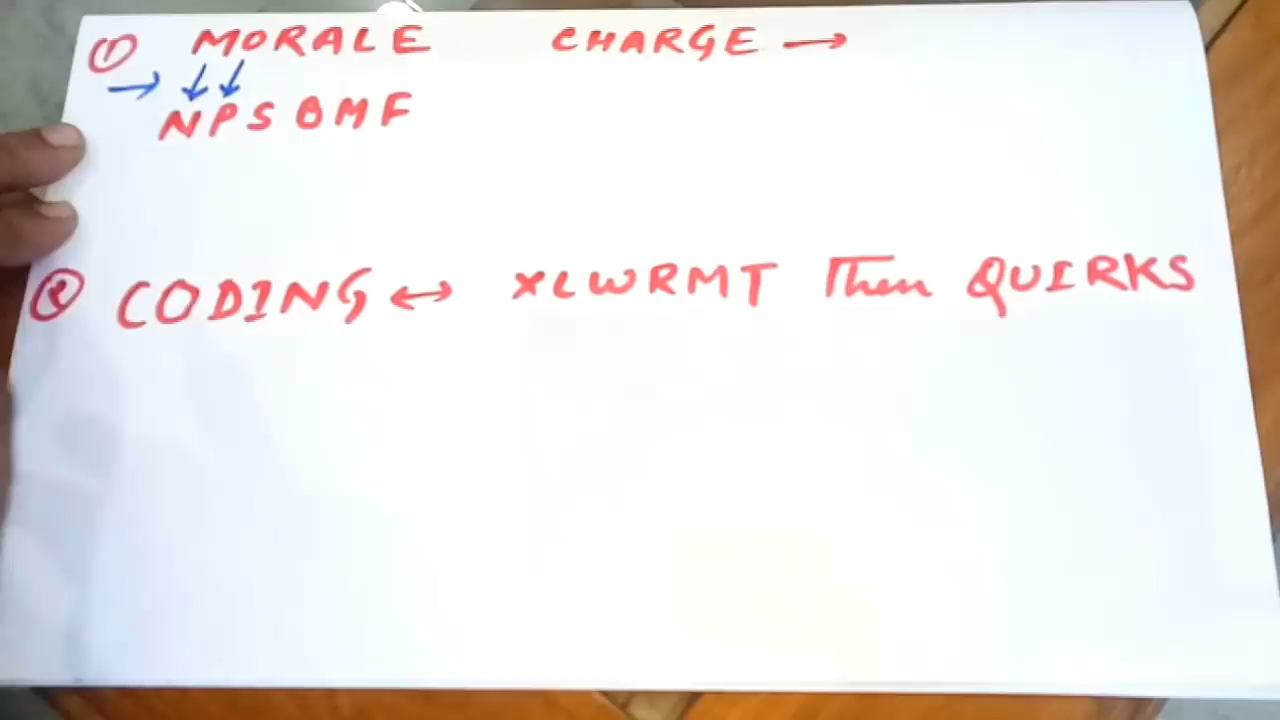 ① MORALE CHARGE →
→ ↓ ↓
NPSBMF
② CODING ↔ XLWRMT Then QUIRKS